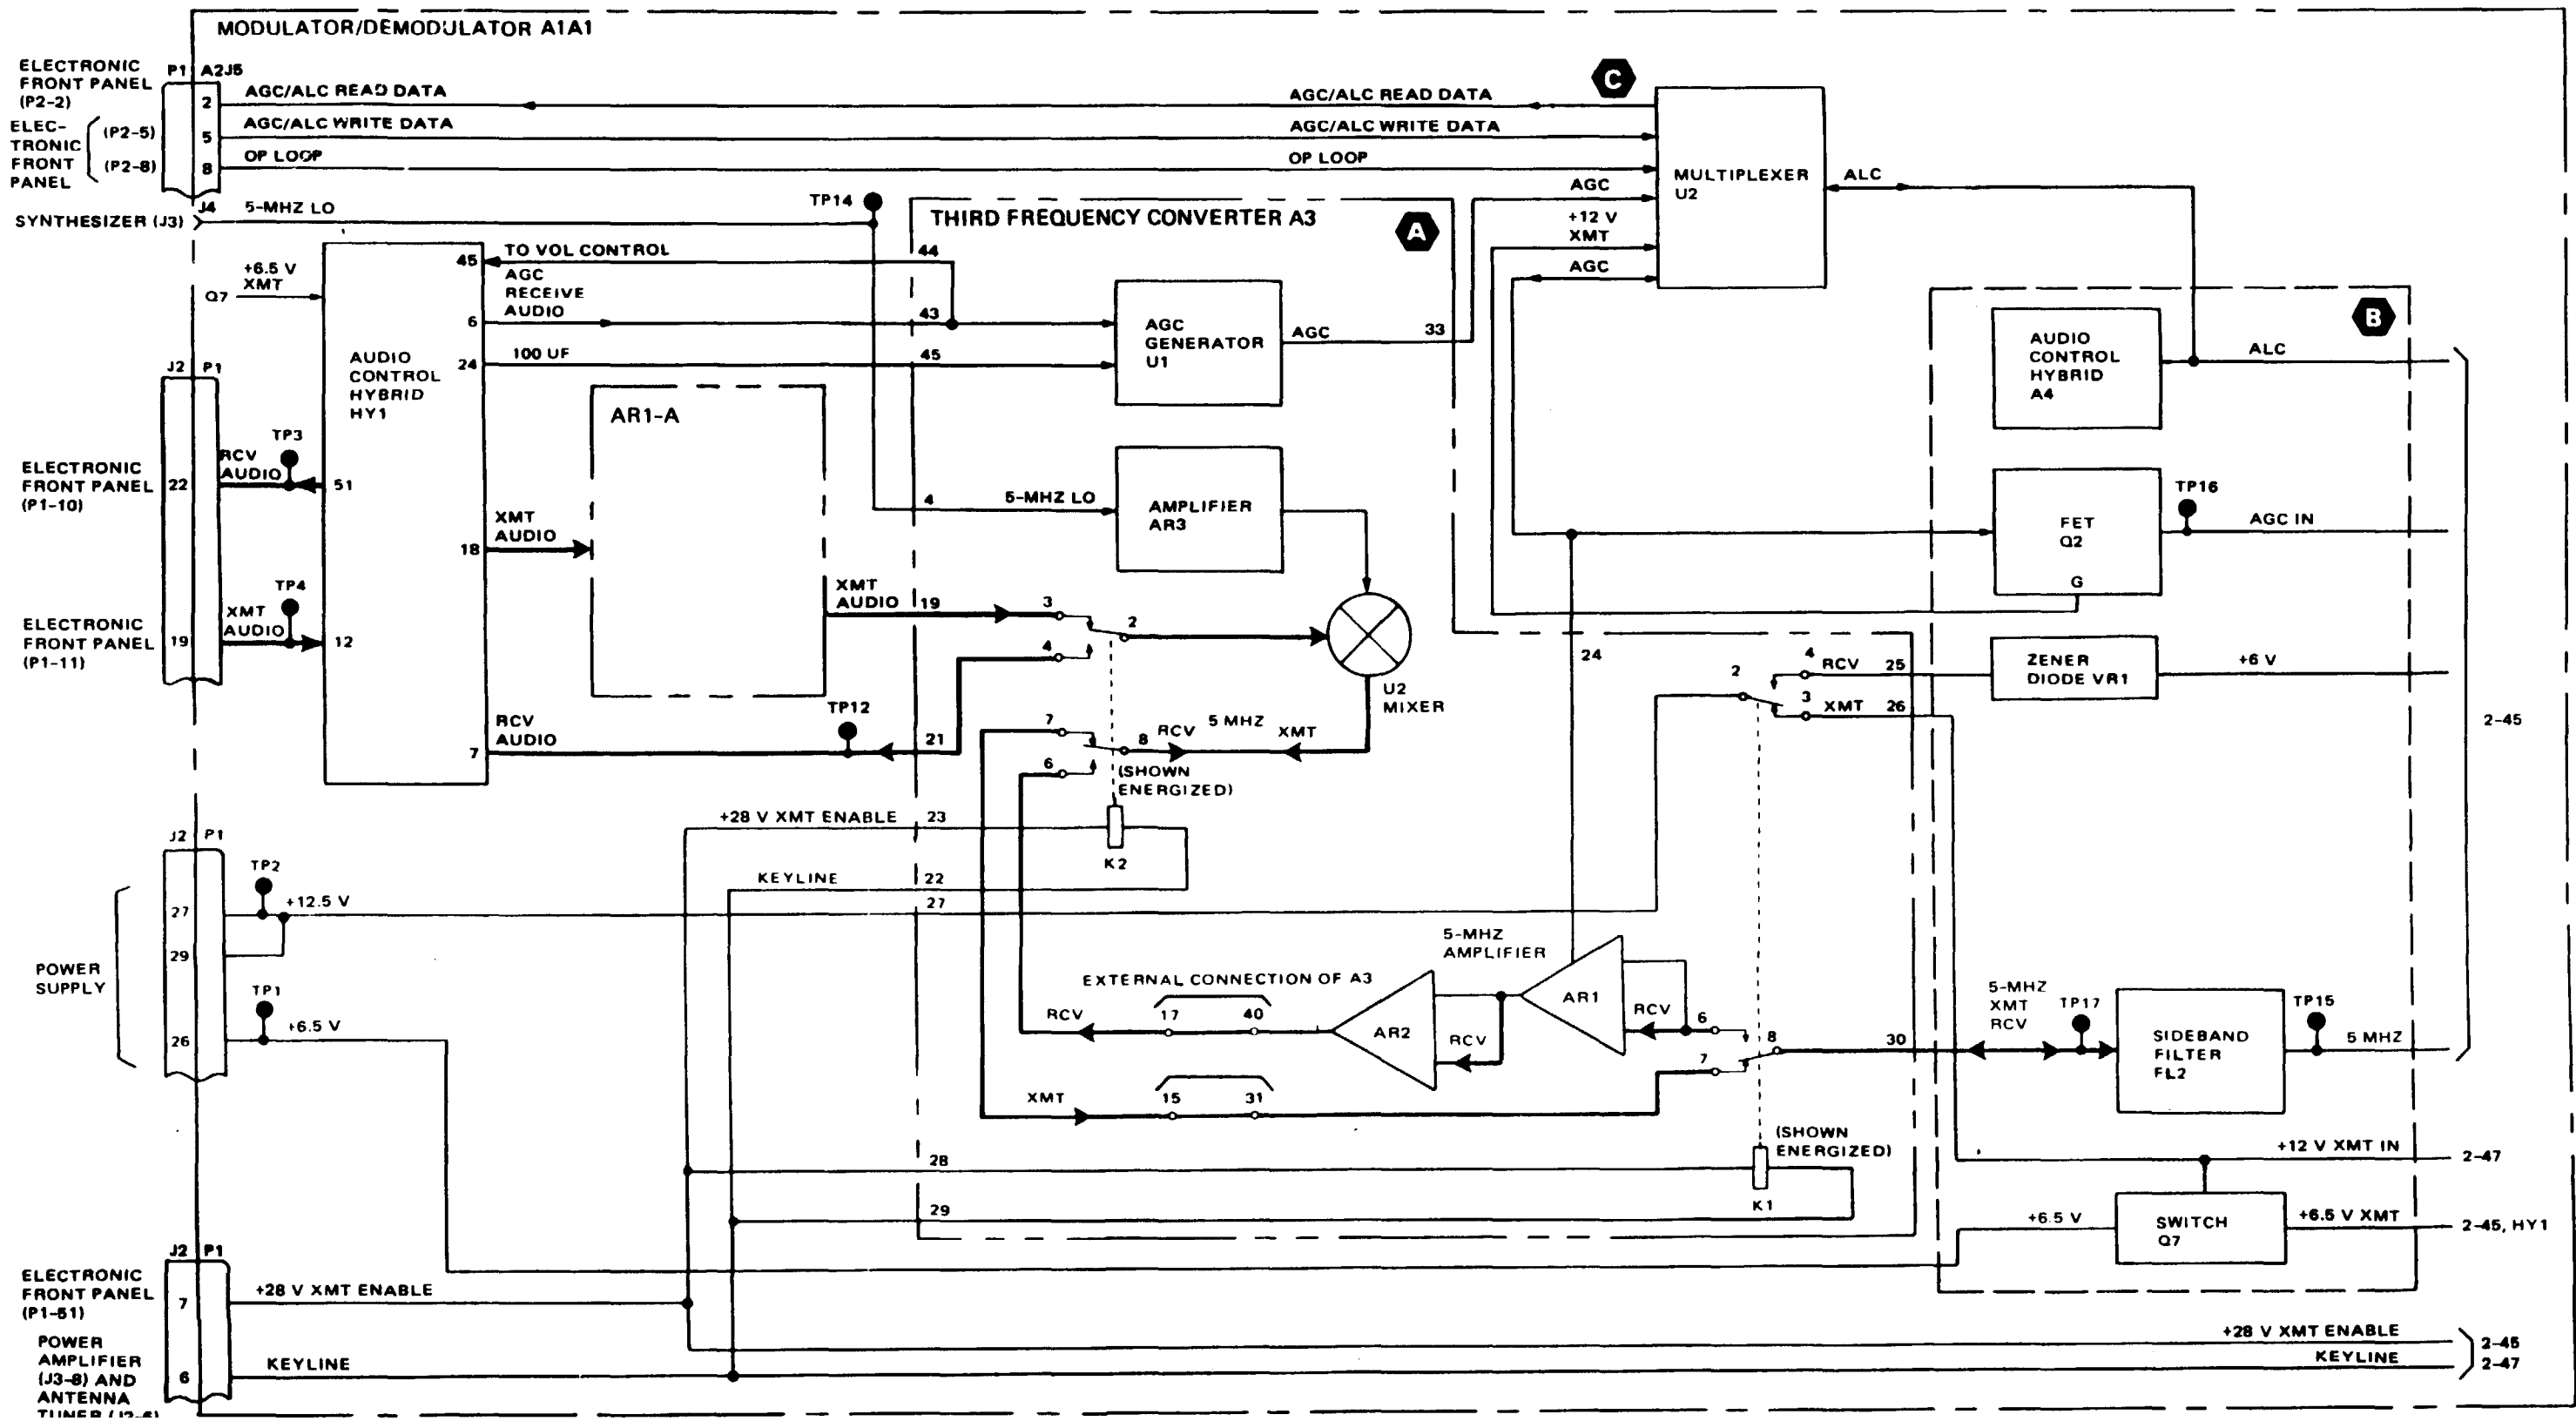 MODULATOR/DEMODULATOR A1A1
ELECTRONIC
FRONT PANEL
(P2-2)
P1 A2J5
2 AGC/ALC READ DATA
AGC/ALC READ DATA
C
ELEC-
TRONIC
FRONT
PANEL
(P2-5)
(P2-8)
5 AGC/ALC WRITE DATA
AGC/ALC WRITE DATA
8 OP LOOP
OP LOOP
MULTIPLEXER
U2
ALC
AGC
+12 V
XMT
AGC
SYNTHESIZER (J3)
J4 5-MHZ LO
TP14
THIRD FREQUENCY CONVERTER A3
A
+6.5 V
XMT
Q7
45 TO VOL CONTROL 44
AGC
RECEIVE
AUDIO
6 43
24 100 UF 45
AUDIO
CONTROL
HYBRID
HY1
AGC
GENERATOR
U1
AGC 33
B
AUDIO
CONTROL
HYBRID
A4
ALC
J2 P1
AR1-A
ELECTRONIC
FRONT PANEL
(P1-10)
22
RCV
AUDIO
TP3
51
4 5-MHZ LO
AMPLIFIER
AR3
FET
Q2
G
TP16
AGC IN
18
XMT
AUDIO
ELECTRONIC
FRONT PANEL
(P1-11)
19
XMT
AUDIO
TP4
12
XMT
AUDIO 19
3
2
4
U2
MIXER
24
2
4 RCV 25
3
XMT 26
ZENER
DIODE VR1
+6 V
2-45
7
RCV
AUDIO
TP12
21
7
8 RCV 5 MHZ XMT
6
(SHOWN
ENERGIZED)
+28 V XMT ENABLE 23
K2
KEYLINE 22
27
J2 P1
POWER
SUPPLY
27
TP2
+12.5 V
29
26
TP1
+6.5 V
5-MHZ
AMPLIFIER
EXTERNAL CONNECTION OF A3
RCV 17 40
AR2
RCV
AR1
RCV
6
7
8
30
5-MHZ
XMT
RCV
TP17
SIDEBAND
FILTER
FL2
TP15
5 MHZ
XMT 15 31
(SHOWN
ENERGIZED)
K1
28
29
+12 V XMT IN
2-47
+6.5 V
SWITCH
Q7
+6.5 V XMT
2-45, HY1
J2 P1
ELECTRONIC
FRONT PANEL
(P1-51)
7 +28 V XMT ENABLE
POWER
AMPLIFIER
(J3-8) AND
ANTENNA
TUNER (J2-6)
6 KEYLINE
+28 V XMT ENABLE
KEYLINE
2-45
2-47